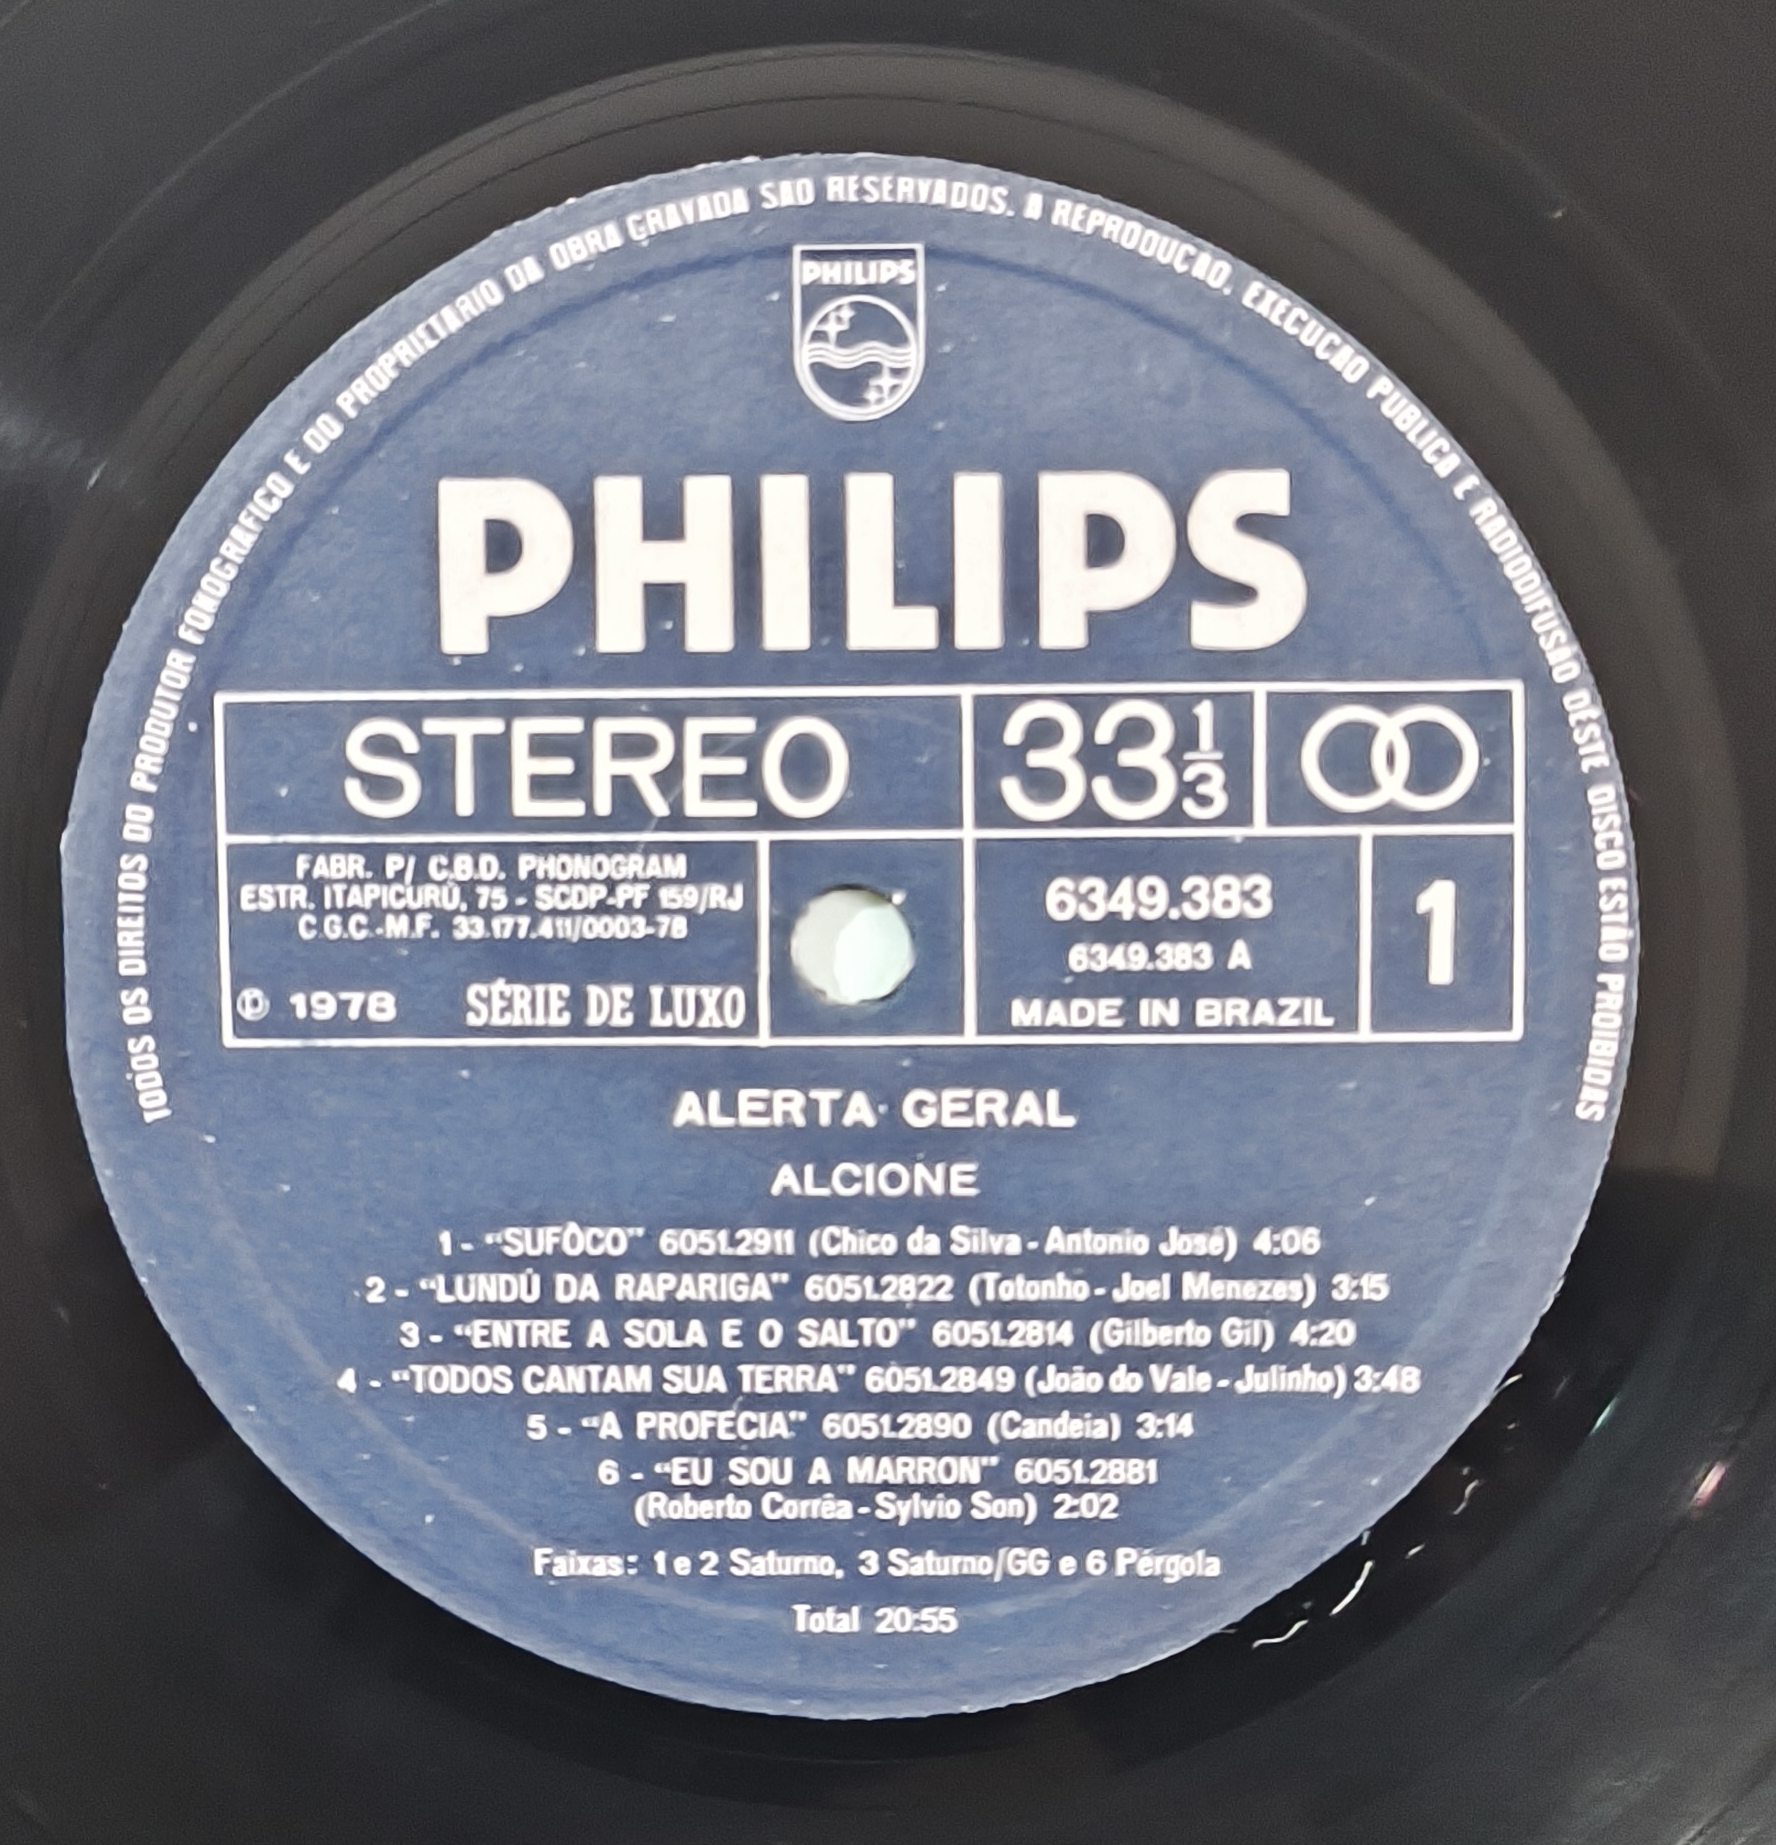 TODOS OS DIREITOS DO PRODUTOR FONOGRAFICO E DO PROPRIETARIO DA OBRA GRAVADA SAO RESERVADOS. A REPRODUCAO, EXECUCAO PUBLICA E RADIODIFUSAO DESTE DISCO ESTÃO PROIBIDAS
PHILIPS
PHILIPS
STEREO 33 1/3
FABR. P/ C.B.D. PHONOGRAM
ESTR. ITAPICURÚ, 75 - SCDP-PF 159/RJ
C.G.C.-M.F. 33.177.411/0003-78
℗ 1978 SÉRIE DE LUXO
6349.383
6349.383 A
MADE IN BRAZIL
1
ALERTA GERAL
ALCIONE
1 - "SUFÔCO" 6051.2911 (Chico da Silva - Antonio José) 4:06
2 - "LUNDÚ DA RAPARIGA" 6051.2822 (Totonho - Joel Menezes) 3:15
3 - "ENTRE A SOLA E O SALTO" 6051.2814 (Gilberto Gil) 4:20
4 - "TODOS CANTAM SUA TERRA" 6051.2849 (João do Vale - Julinho) 3:48
5 - "A PROFECIA" 6051.2890 (Candeia) 3:14
6 - "EU SOU A MARRON" 6051.2881
(Roberto Corrêa - Sylvio Son) 2:02
Faixas: 1 e 2 Saturno, 3 Saturno/GG e 6 Pérgola
Total 20:55